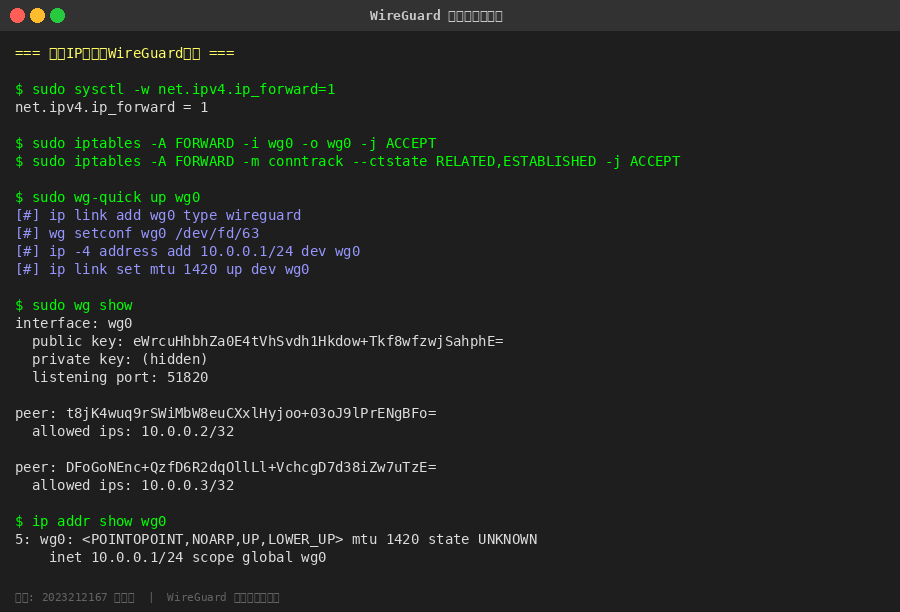 WireGuard
=== IP WireGuard ===
$ sudo sysctl -w net.ipv4.ip_forward=1
net.ipv4.ip_forward = 1
$ sudo iptables -A FORWARD -i wg0 -o wg0 -j ACCEPT
$ sudo iptables -A FORWARD -m conntrack --ctstate RELATED,ESTABLISHED -j ACCEPT
$ sudo wg-quick up wg0
[#] ip link add wg0 type wireguard
[#] wg setconf wg0 /dev/fd/63
[#] ip -4 address add 10.0.0.1/24 dev wg0
[#] ip link set mtu 1420 up dev wg0
$ sudo wg show
interface: wg0
  public key: eWrcuHhbhZa0E4tVhSvdh1Hkdow+Tkf8wfzwjSahphE=
  private key: (hidden)
  listening port: 51820
peer: t8jK4wuq9rSWiMbW8euCXxlHyjoo+03oJ9lPrENgBFo=
  allowed ips: 10.0.0.2/32
peer: DFoGoNEnc+QzfD6R2dqOllLl+VchcgD7d38iZw7uTzE=
  allowed ips: 10.0.0.3/32
$ ip addr show wg0
5: wg0: <POINTOPOINT,NOARP,UP,LOWER_UP> mtu 1420 state UNKNOWN
    inet 10.0.0.1/24 scope global wg0
: 2023212167 | WireGuard